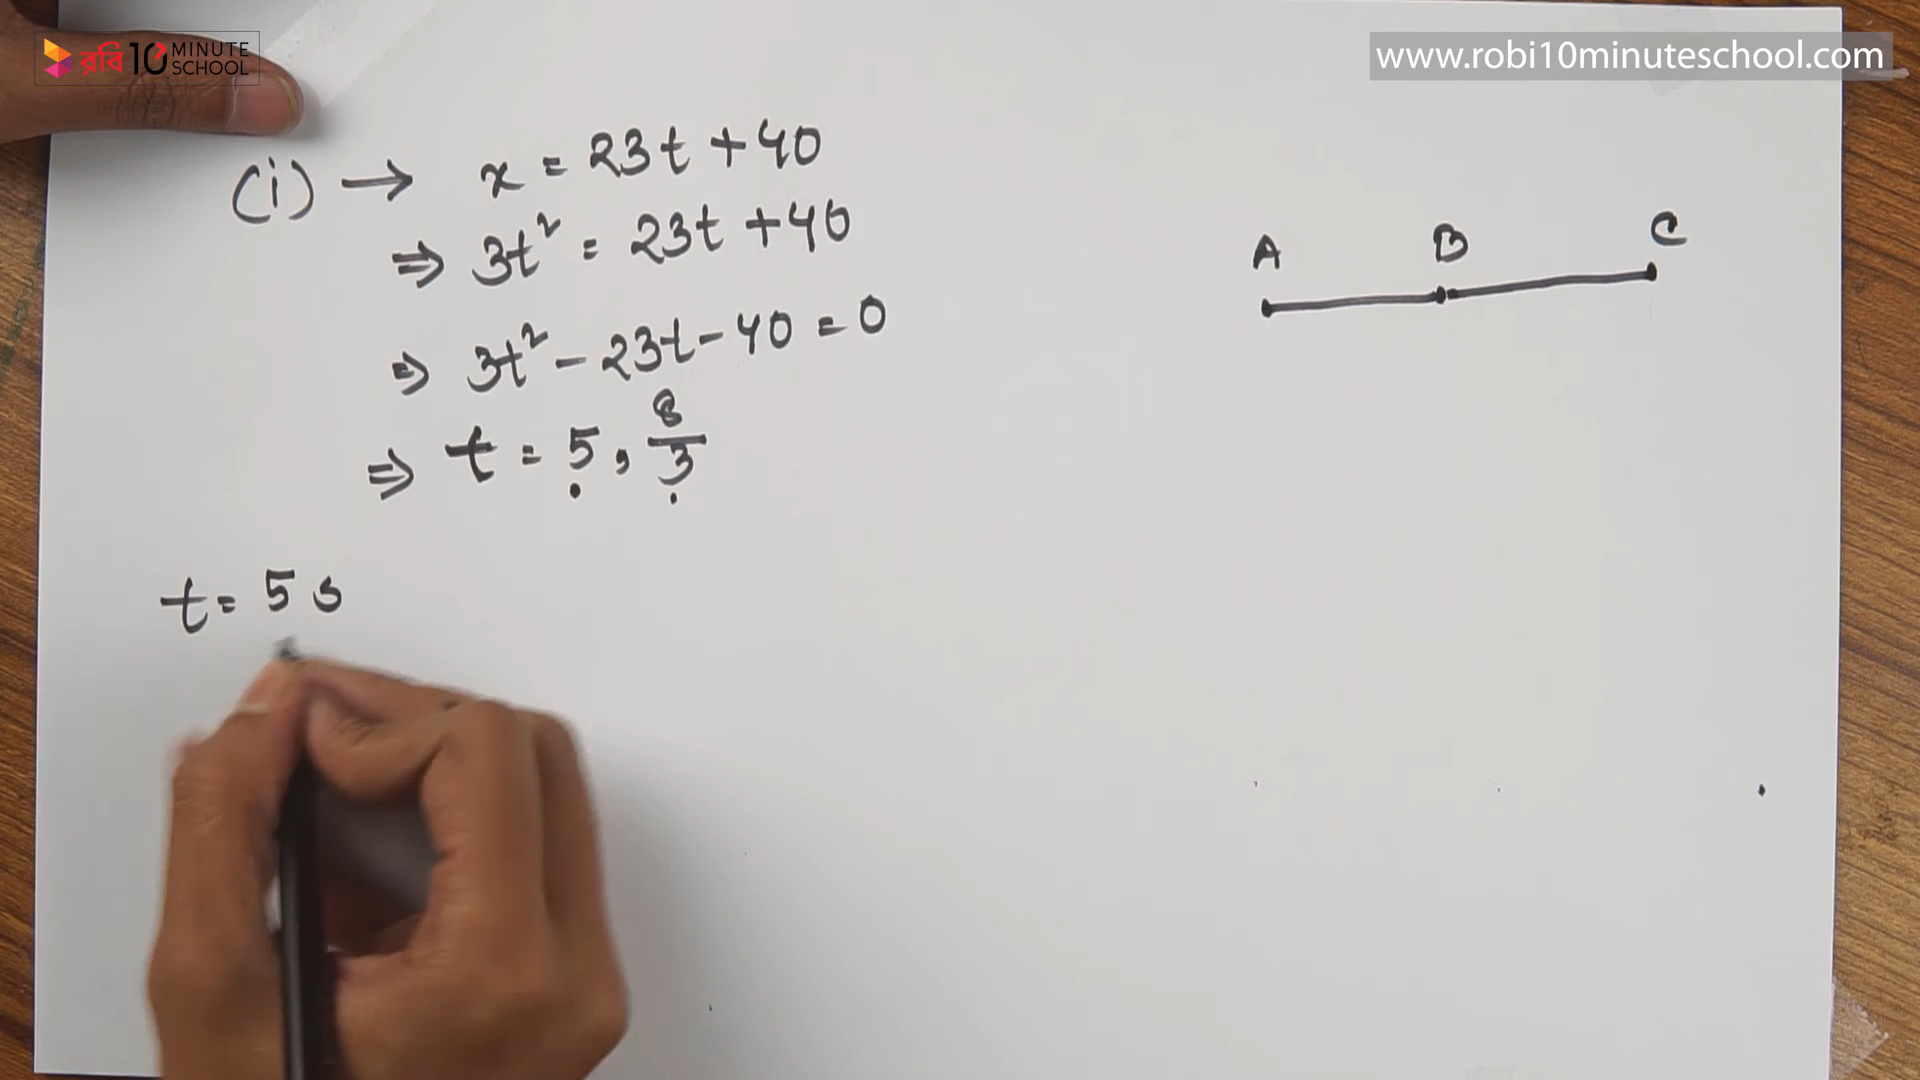 রবি 10 MINUTE SCHOOL
www.robi10minuteschool.com
(i) → x = 23t + 40
⇒ 3t² = 23t + 40
⇒ 3t² - 23t - 40 = 0
⇒ t = 5, 8/3
t = 5 s
A B C